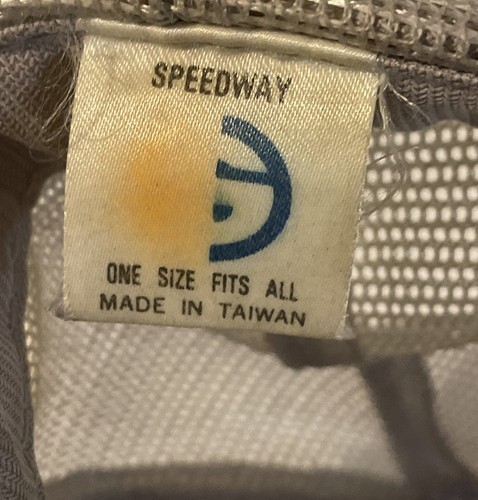 SPEEDWAY
ONE SIZE FITS ALL
MADE IN TAIWAN